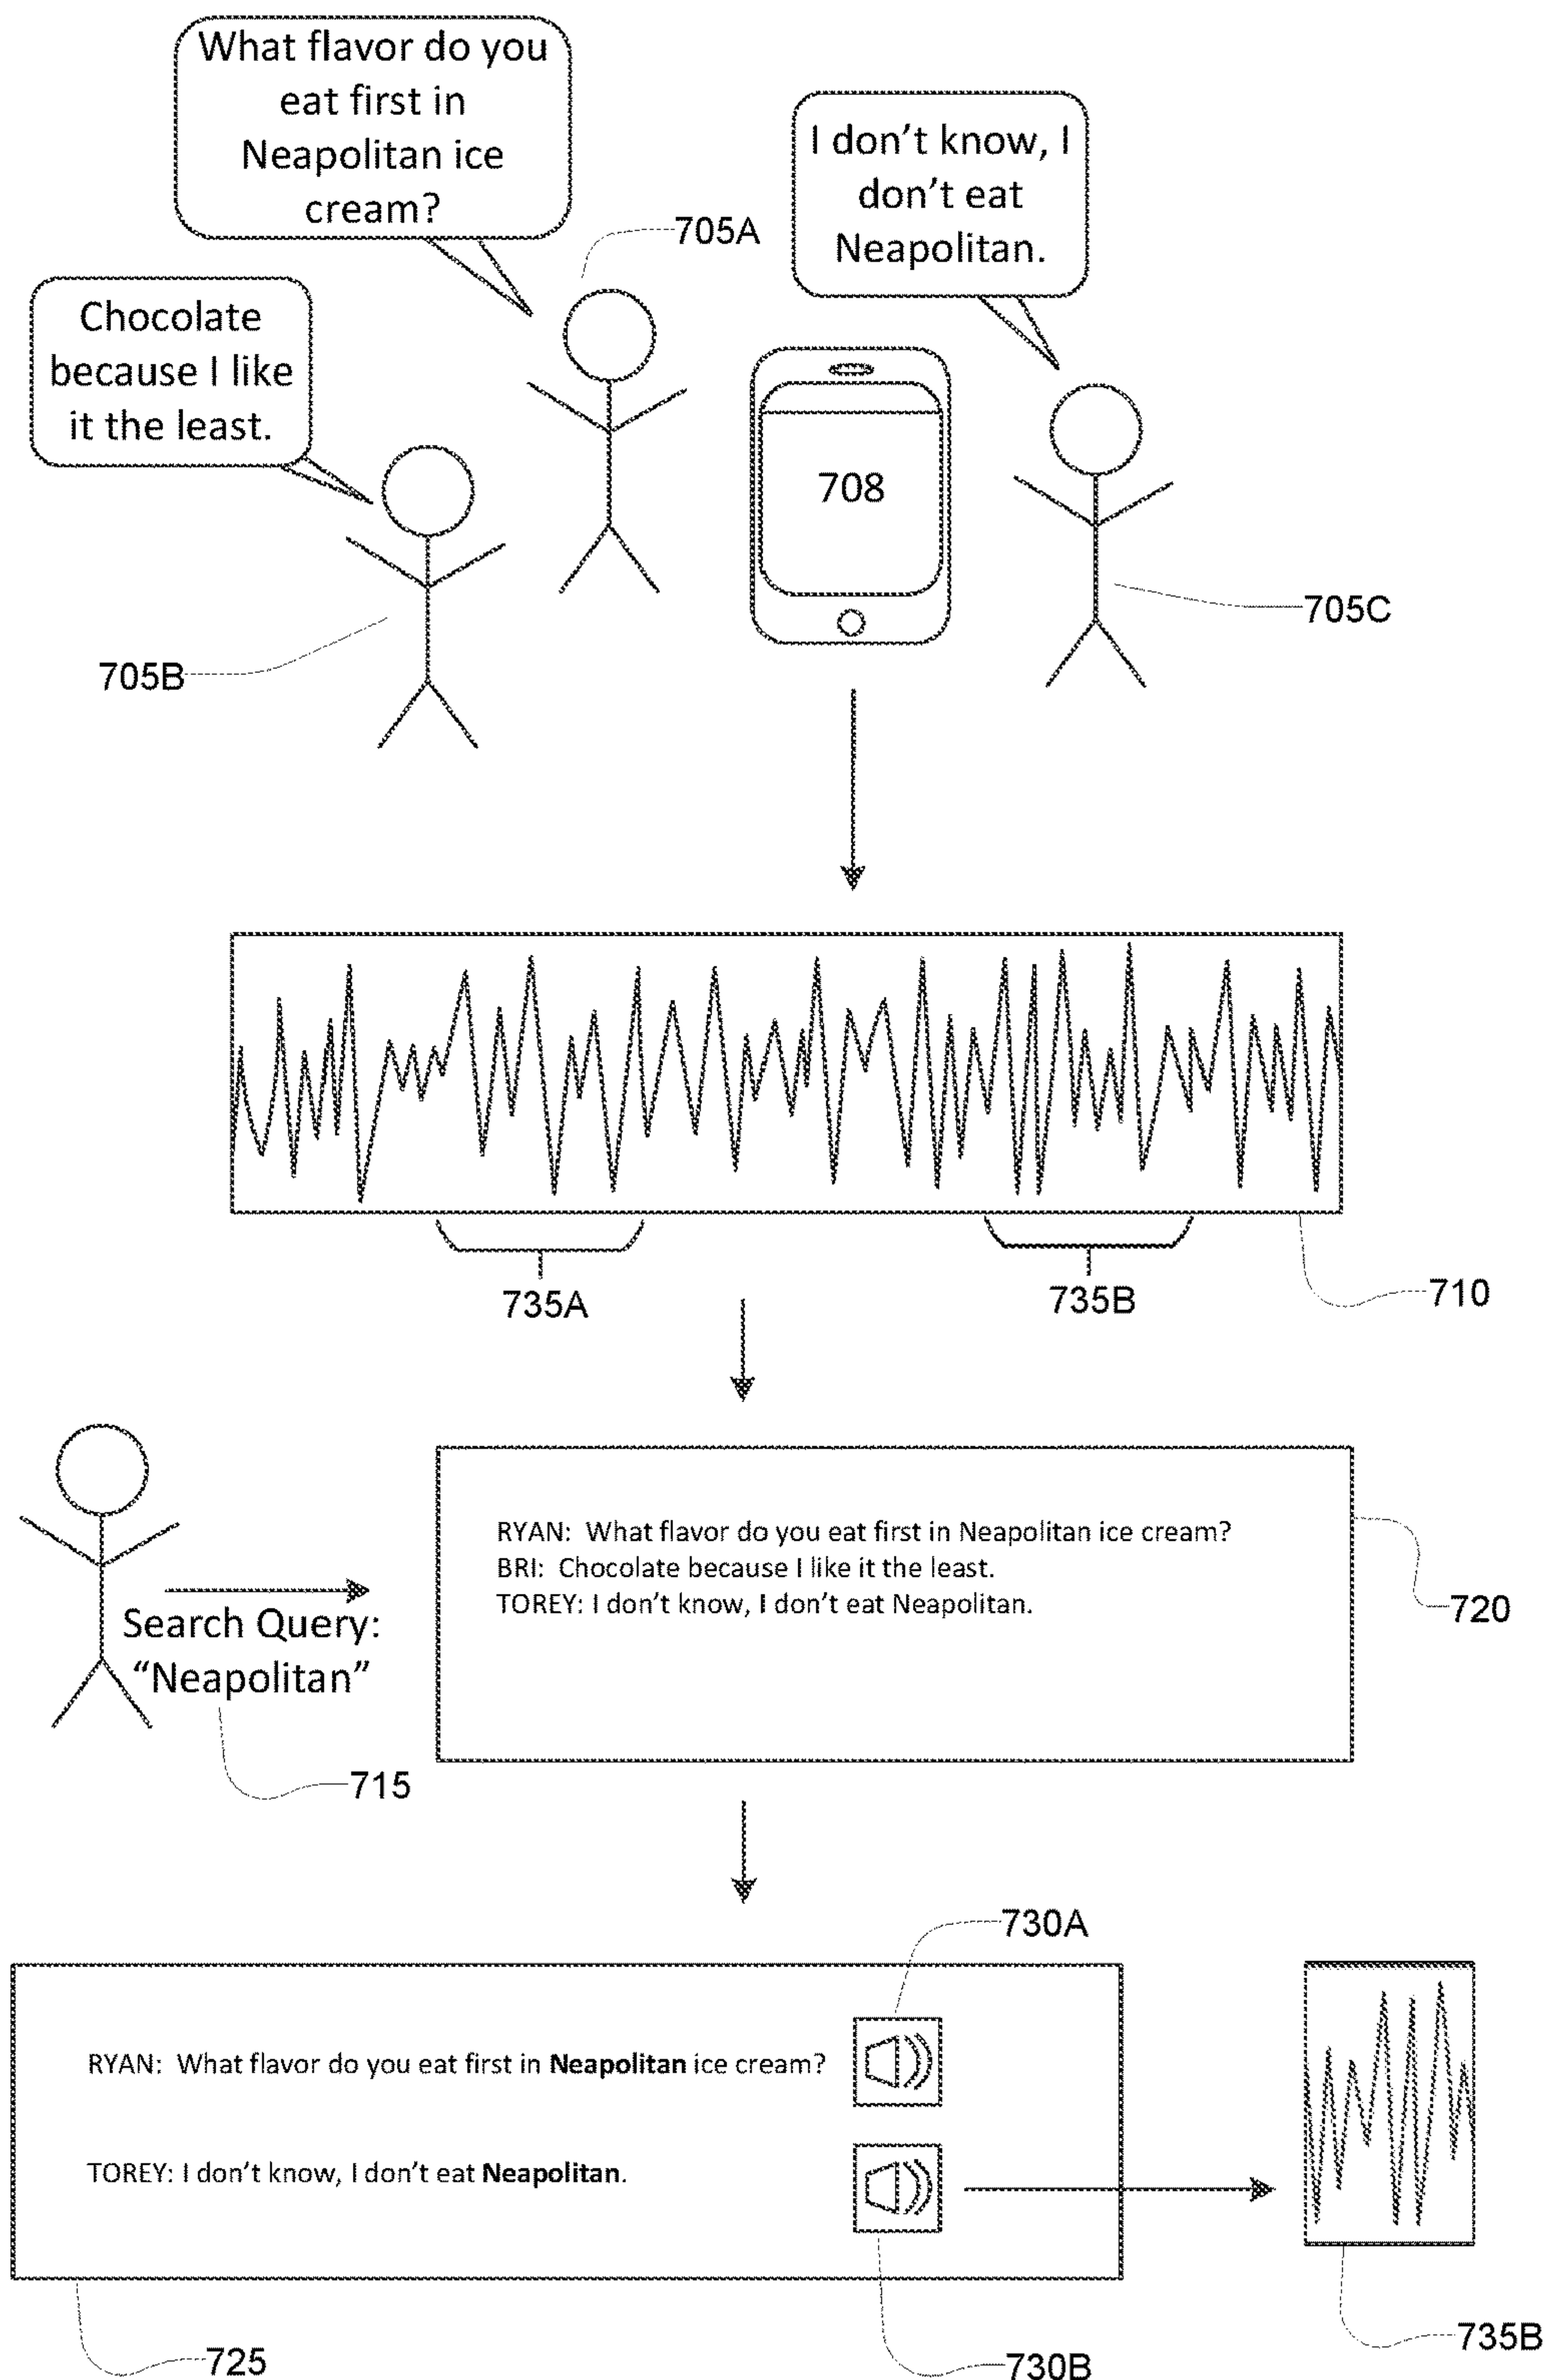 What flavor do you
eat first in
Neapolitan ice
cream?
705A
I don't know, I
don't eat
Neapolitan.
Chocolate
because I like
it the least.
708
705C
705B
735A
735B
710
RYAN: What flavor do you eat first in Neapolitan ice cream?
BRI: Chocolate because I like it the least.
TOREY: I don't know, I don't eat Neapolitan.
720
Search Query:
“Neapolitan”
715
730A
RYAN: What flavor do you eat first in Neapolitan ice cream?
TOREY: I don't know, I don't eat Neapolitan.
725
730B
735B